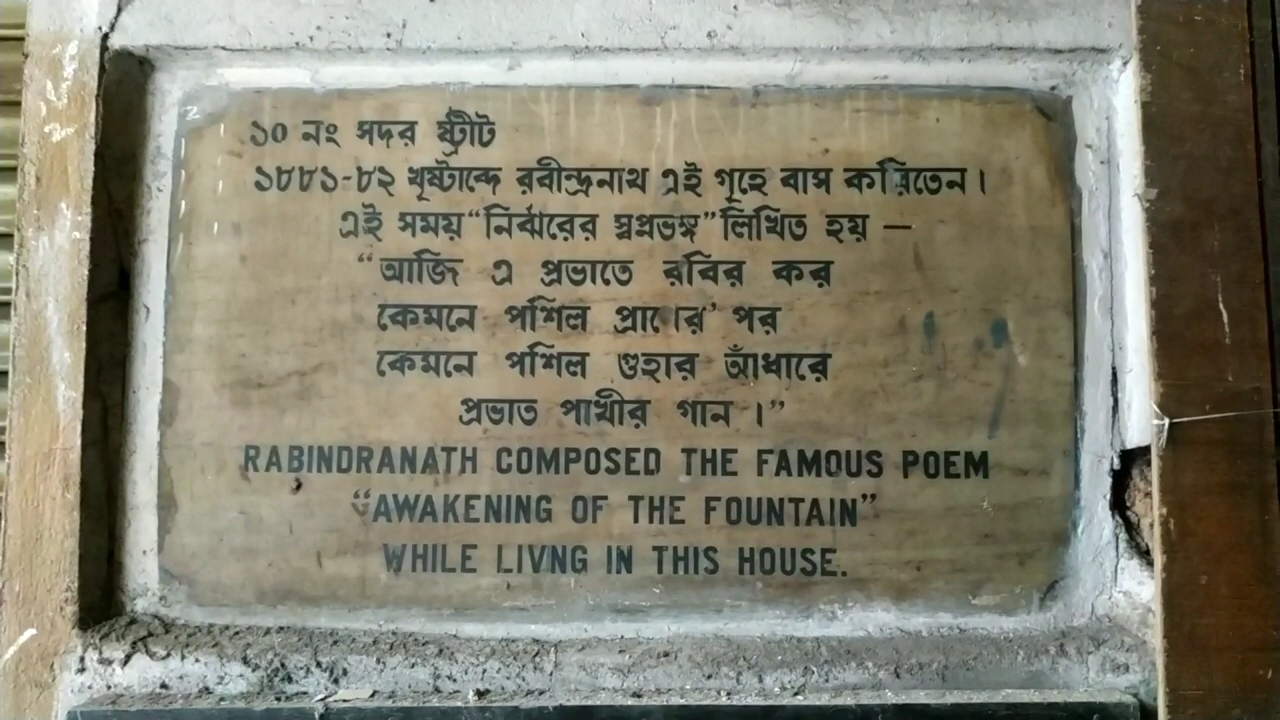 ১০ নং সদর ষ্ট্রীট
১৮৮১-৮২ খৃষ্টাব্দে রবীন্দ্রনাথ এই গৃহে বাস করিতেন।
এই সময় “নির্ঝরের স্বপ্নভঙ্গ” লিখিত হয় —
“আজি এ প্রভাতে রবির কর
কেমনে পশিল প্রাণের’ পর
কেমনে পশিল গুহার আঁধারে
প্রভাত পাখীর গান।”
RABINDRANATH COMPOSED THE FAMOUS POEM
“AWAKENING OF THE FOUNTAIN”
WHILE LIVNG IN THIS HOUSE.